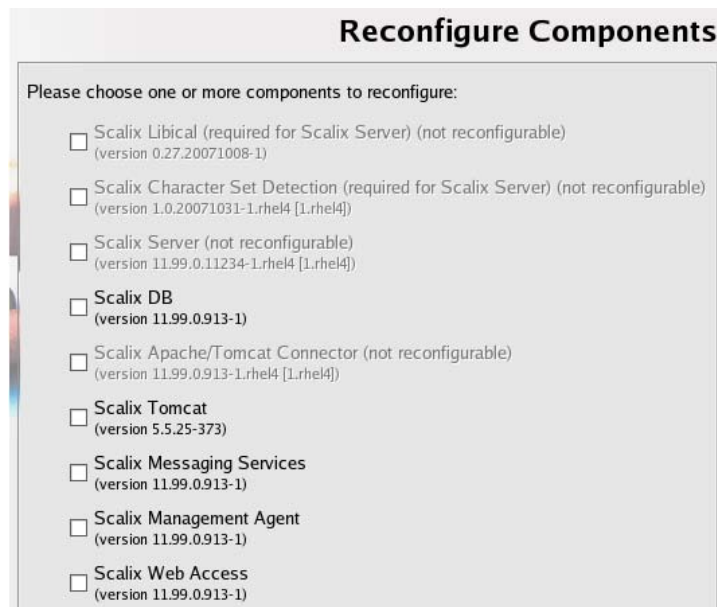 Reconfigure Components
Please choose one or more components to reconfigure:
Scalix Libical (required for Scalix Server) (not reconfigurable)
(version 0.27.20071008-1)
Scalix Character Set Detection (required for Scalix Server) (not reconfigurable)
(version 1.0.20071031-1.rhel4 [1.rhel4])
Scalix Server (not reconfigurable)
(version 11.99.0.11234-1.rhel4 [1.rhel4])
Scalix DB
(version 11.99.0.913-1)
Scalix Apache/Tomcat Connector (not reconfigurable)
(version 11.99.0.913-1.rhel4 [1.rhel4])
Scalix Tomcat
(version 5.5.25-373)
Scalix Messaging Services
(version 11.99.0.913-1)
Scalix Management Agent
(version 11.99.0.913-1)
Scalix Web Access
(version 11.99.0.913-1)